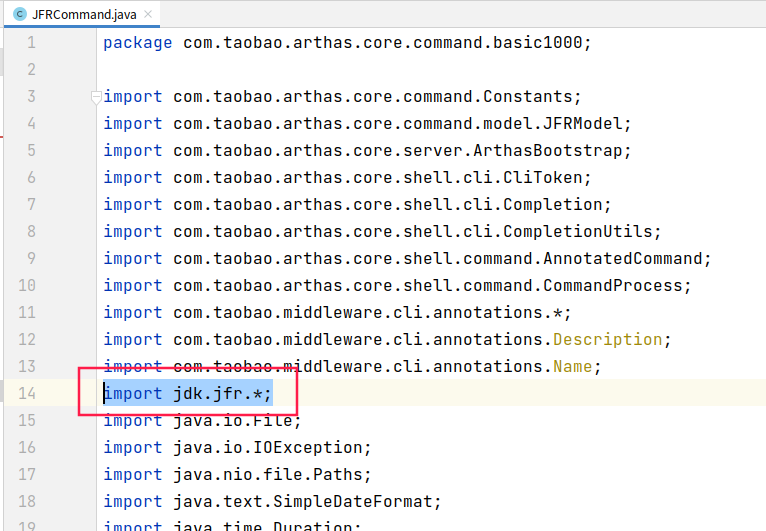 JFRCommand.java
1 package com.taobao.arthas.core.command.basic1000;
2
3 import com.taobao.arthas.core.command.Constants;
4 import com.taobao.arthas.core.command.model.JFRModel;
5 import com.taobao.arthas.core.server.ArthasBootstrap;
6 import com.taobao.arthas.core.shell.cli.CliToken;
7 import com.taobao.arthas.core.shell.cli.Completion;
8 import com.taobao.arthas.core.shell.cli.CompletionUtils;
9 import com.taobao.arthas.core.shell.command.AnnotatedCommand;
10 import com.taobao.arthas.core.shell.command.CommandProcess;
11 import com.taobao.middleware.cli.annotations.*;
12 import com.taobao.middleware.cli.annotations.Description;
13 import com.taobao.middleware.cli.annotations.Name;
14 import jdk.jfr.*;
15 import java.io.File;
16 import java.io.IOException;
17 import java.nio.file.Paths;
18 import java.text.SimpleDateFormat;
19 import java.time.Duration;